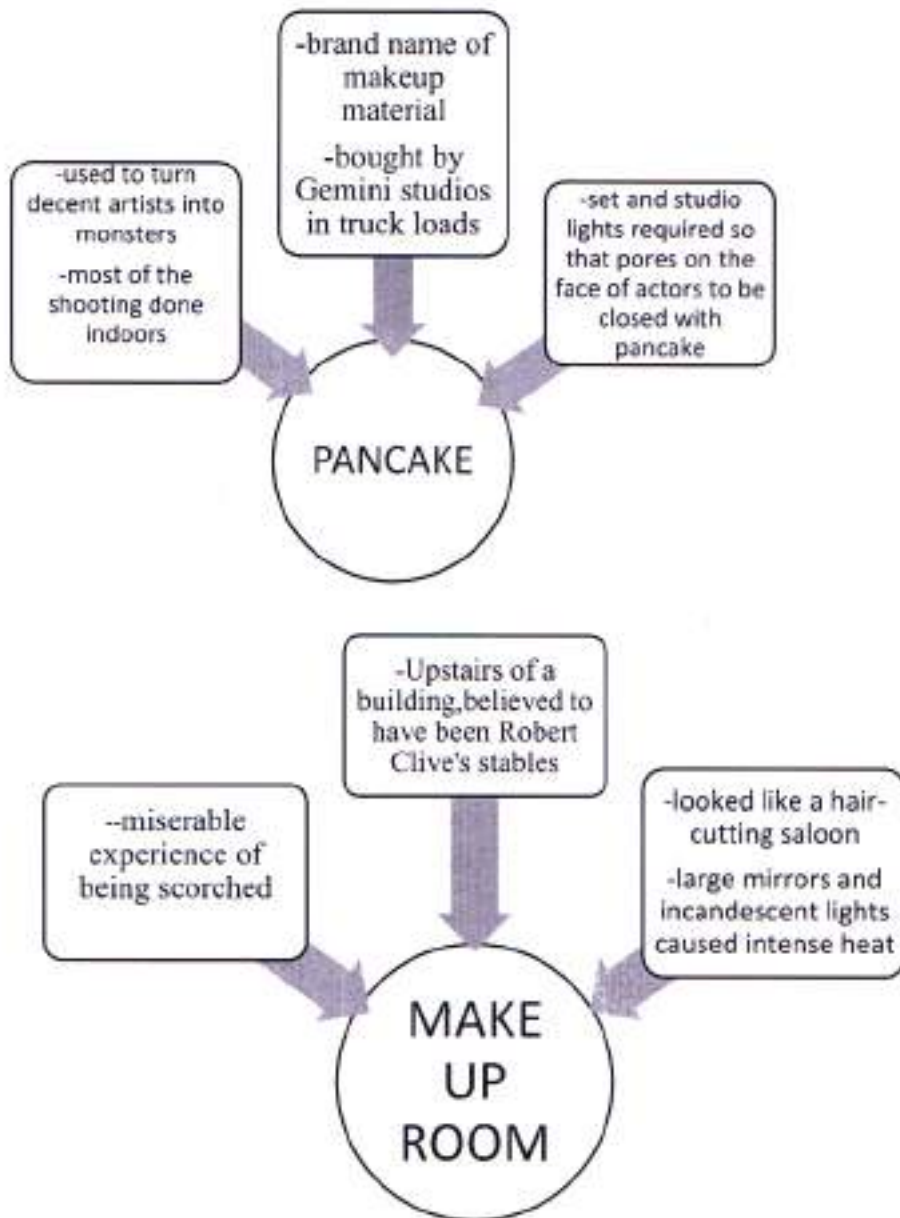 -brand name of
makeup
material
-bought by
Gemini studios
in truck loads
-used to turn
decent artists into
monsters
-most of the
shooting done
indoors
-set and studio
lights required so
that pores on the
face of actors to be
closed with
pancake
PANCAKE
-Upstairs of a
building,believed to
have been Robert
Clive's stables
--miserable
experience of
being scorched
-looked like a hair-
cutting saloon
-large mirrors and
incandescent lights
caused intense heat
MAKE
UP
ROOM